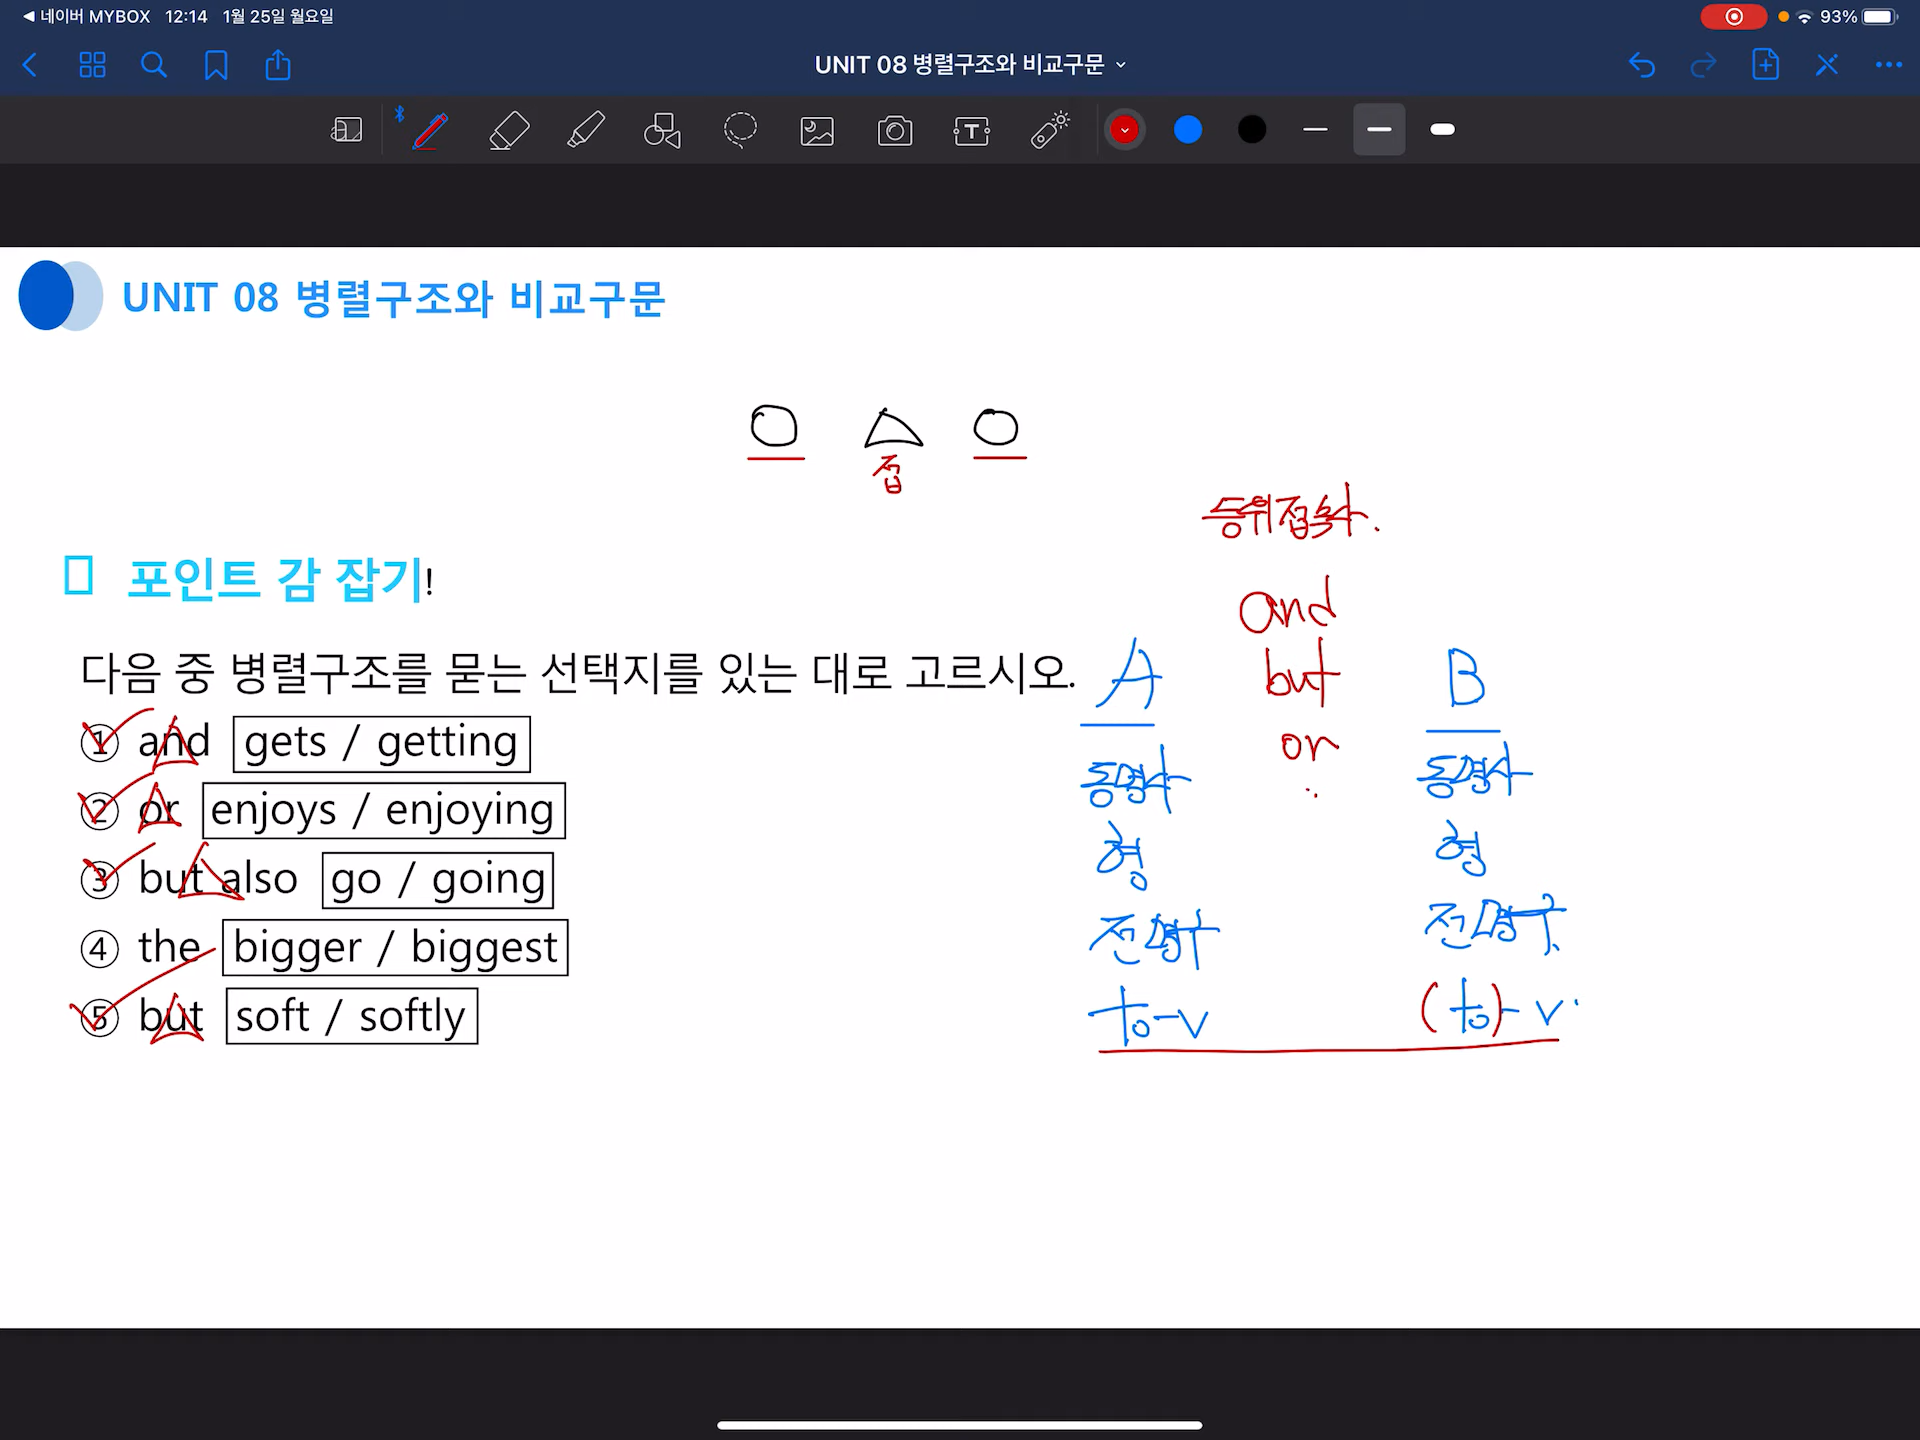 ◀ 네이버 MYBOX 12:14 1월 25일 월요일 93%
UNIT 08 병렬구조와 비교구문
UNIT 08 병렬구조와 비교구문
접
등위접속사.
포인트 감 잡기!
and
다음 중 병렬구조를 묻는 선택지를 있는 대로 고르시오.
A but B
① and gets / getting
or
동명사 동명사
② or enjoys / enjoying
형 형
③ but also go / going
전명구 전명구
④ the bigger / biggest
to-v (to)-v
⑤ but soft / softly